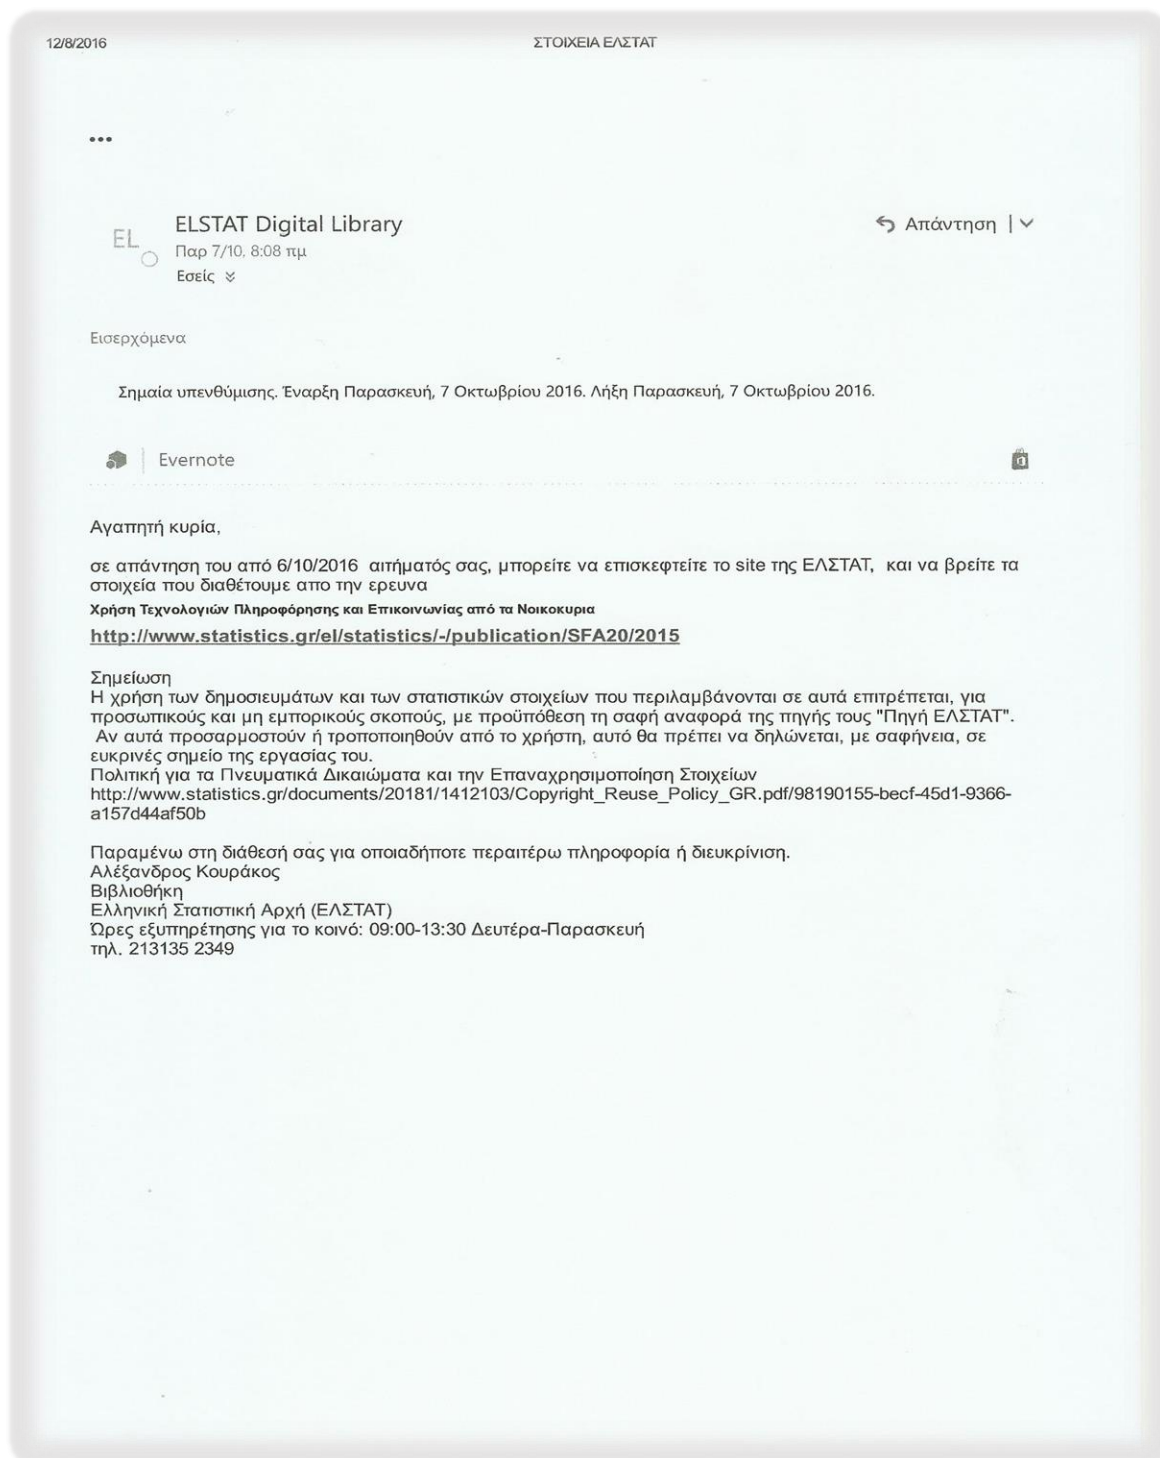 12/8/2016
ΣΤΟΙΧΕΙΑ ΕΛΣΤΑΤ
•••
EL
ELSTAT Digital Library
Απάντηση |
Παρ 7/10, 8:08 πμ
Εσείς
Εισερχόμενα
Σημαία υπενθύμισης. Έναρξη Παρασκευή, 7 Οκτωβρίου 2016. Λήξη Παρασκευή, 7 Οκτωβρίου 2016.
Evernote
Αγαπητή κυρία,
σε απάντηση του από 6/10/2016 αιτήματός σας, μπορείτε να επισκεφτείτε το site της ΕΛΣΤΑΤ, και να βρείτε τα
στοιχεία που διαθέτουμε απο την ερευνα
Χρήση Τεχνολογιών Πληροφόρησης και Επικοινωνίας από τα Νοικοκυρια
http://www.statistics.gr/el/statistics/-/publication/SFA20/2015
Σημείωση
Η χρήση των δημοσιευμάτων και των στατιστικών στοιχείων που περιλαμβάνονται σε αυτά επιτρέπεται, για
προσωπικούς και μη εμπορικούς σκοπούς, με προϋπόθεση τη σαφή αναφορά της πηγής τους "Πηγή ΕΛΣΤΑΤ".
Αν αυτά προσαρμοστούν ή τροποποιηθούν από το χρήστη, αυτό θα πρέπει να δηλώνεται, με σαφήνεια, σε
ευκρινές σημείο της εργασίας του.
Πολιτική για τα Πνευματικά Δικαιώματα και την Επαναχρησιμοποίηση Στοιχείων
http://www.statistics.gr/documents/20181/1412103/Copyright_Reuse_Policy_GR.pdf/98190155-becf-45d1-9366-
a157d44af50b
Παραμένω στη διάθεσή σας για οποιαδήποτε περαιτέρω πληροφορία ή διευκρίνιση.
Αλέξανδρος Κουράκος
Βιβλιοθήκη
Ελληνική Στατιστική Αρχή (ΕΛΣΤΑΤ)
Ώρες εξυπηρέτησης για το κοινό: 09:00-13:30 Δευτέρα-Παρασκευή
τηλ. 213135 2349